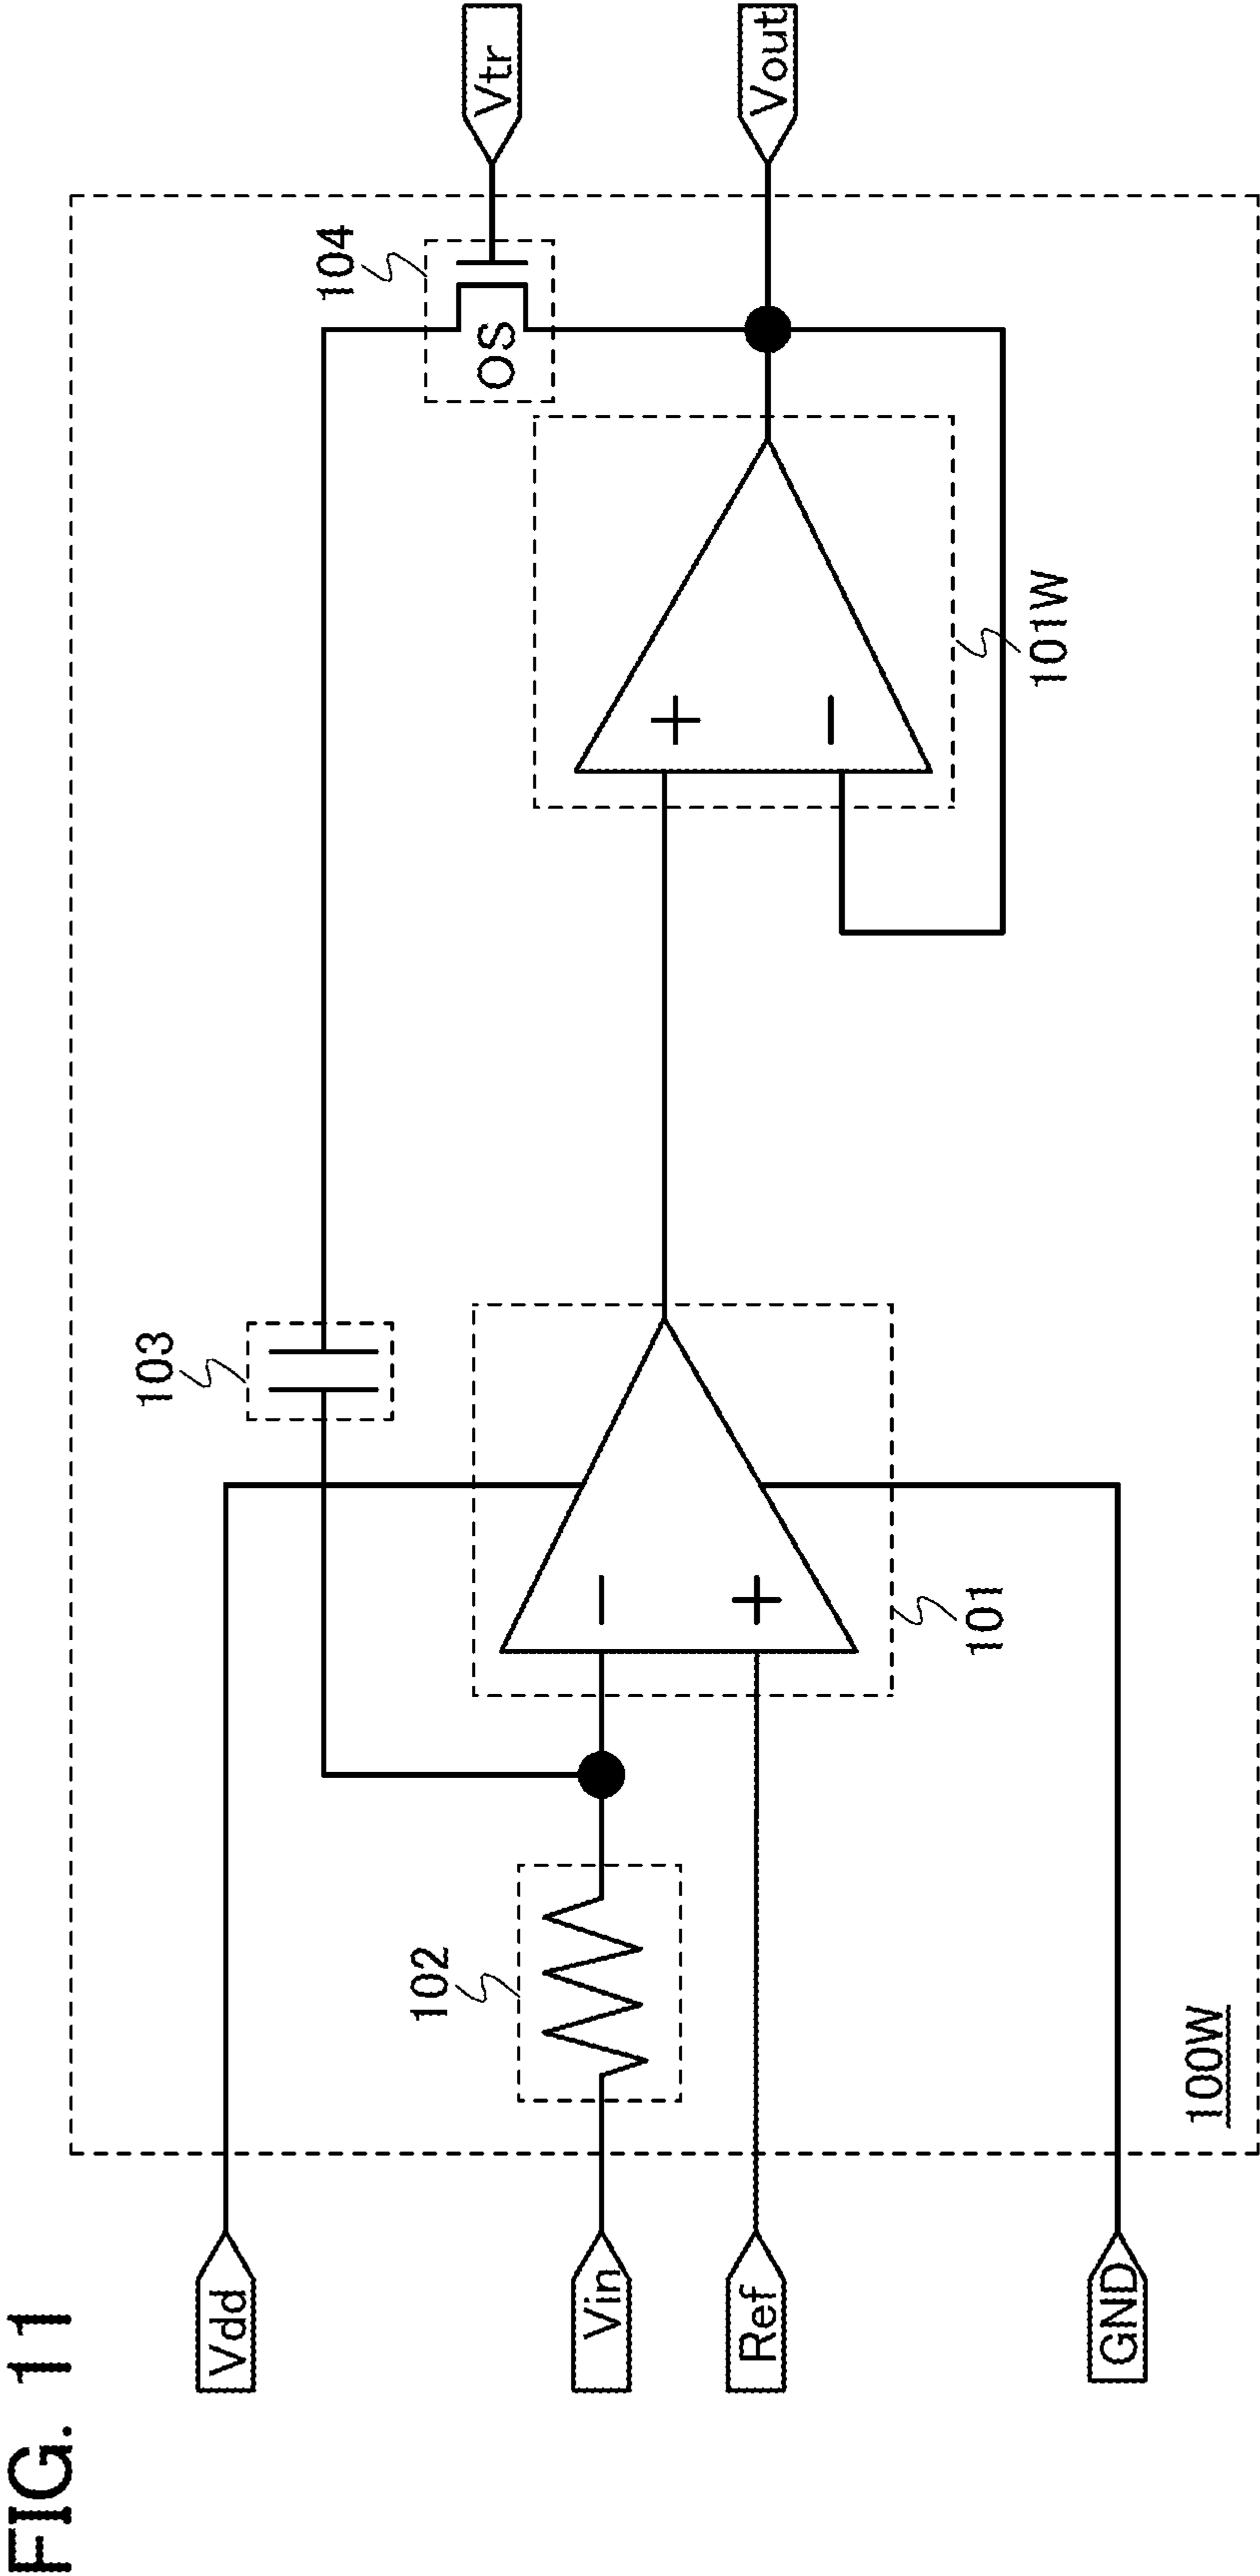 FIG. 11
Vdd
Vin
Ref
GND
102
103
101
101W
104
OS
Vtr
Vout
100W